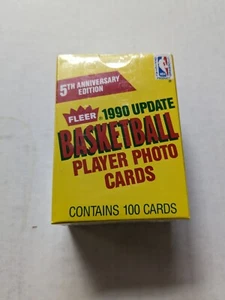 5TH ANNIVERSARY
EDITION
FLEER 1990 UPDATE
BASKETBALL
PLAYER PHOTO
CARDS
CONTAINS 100 CARDS